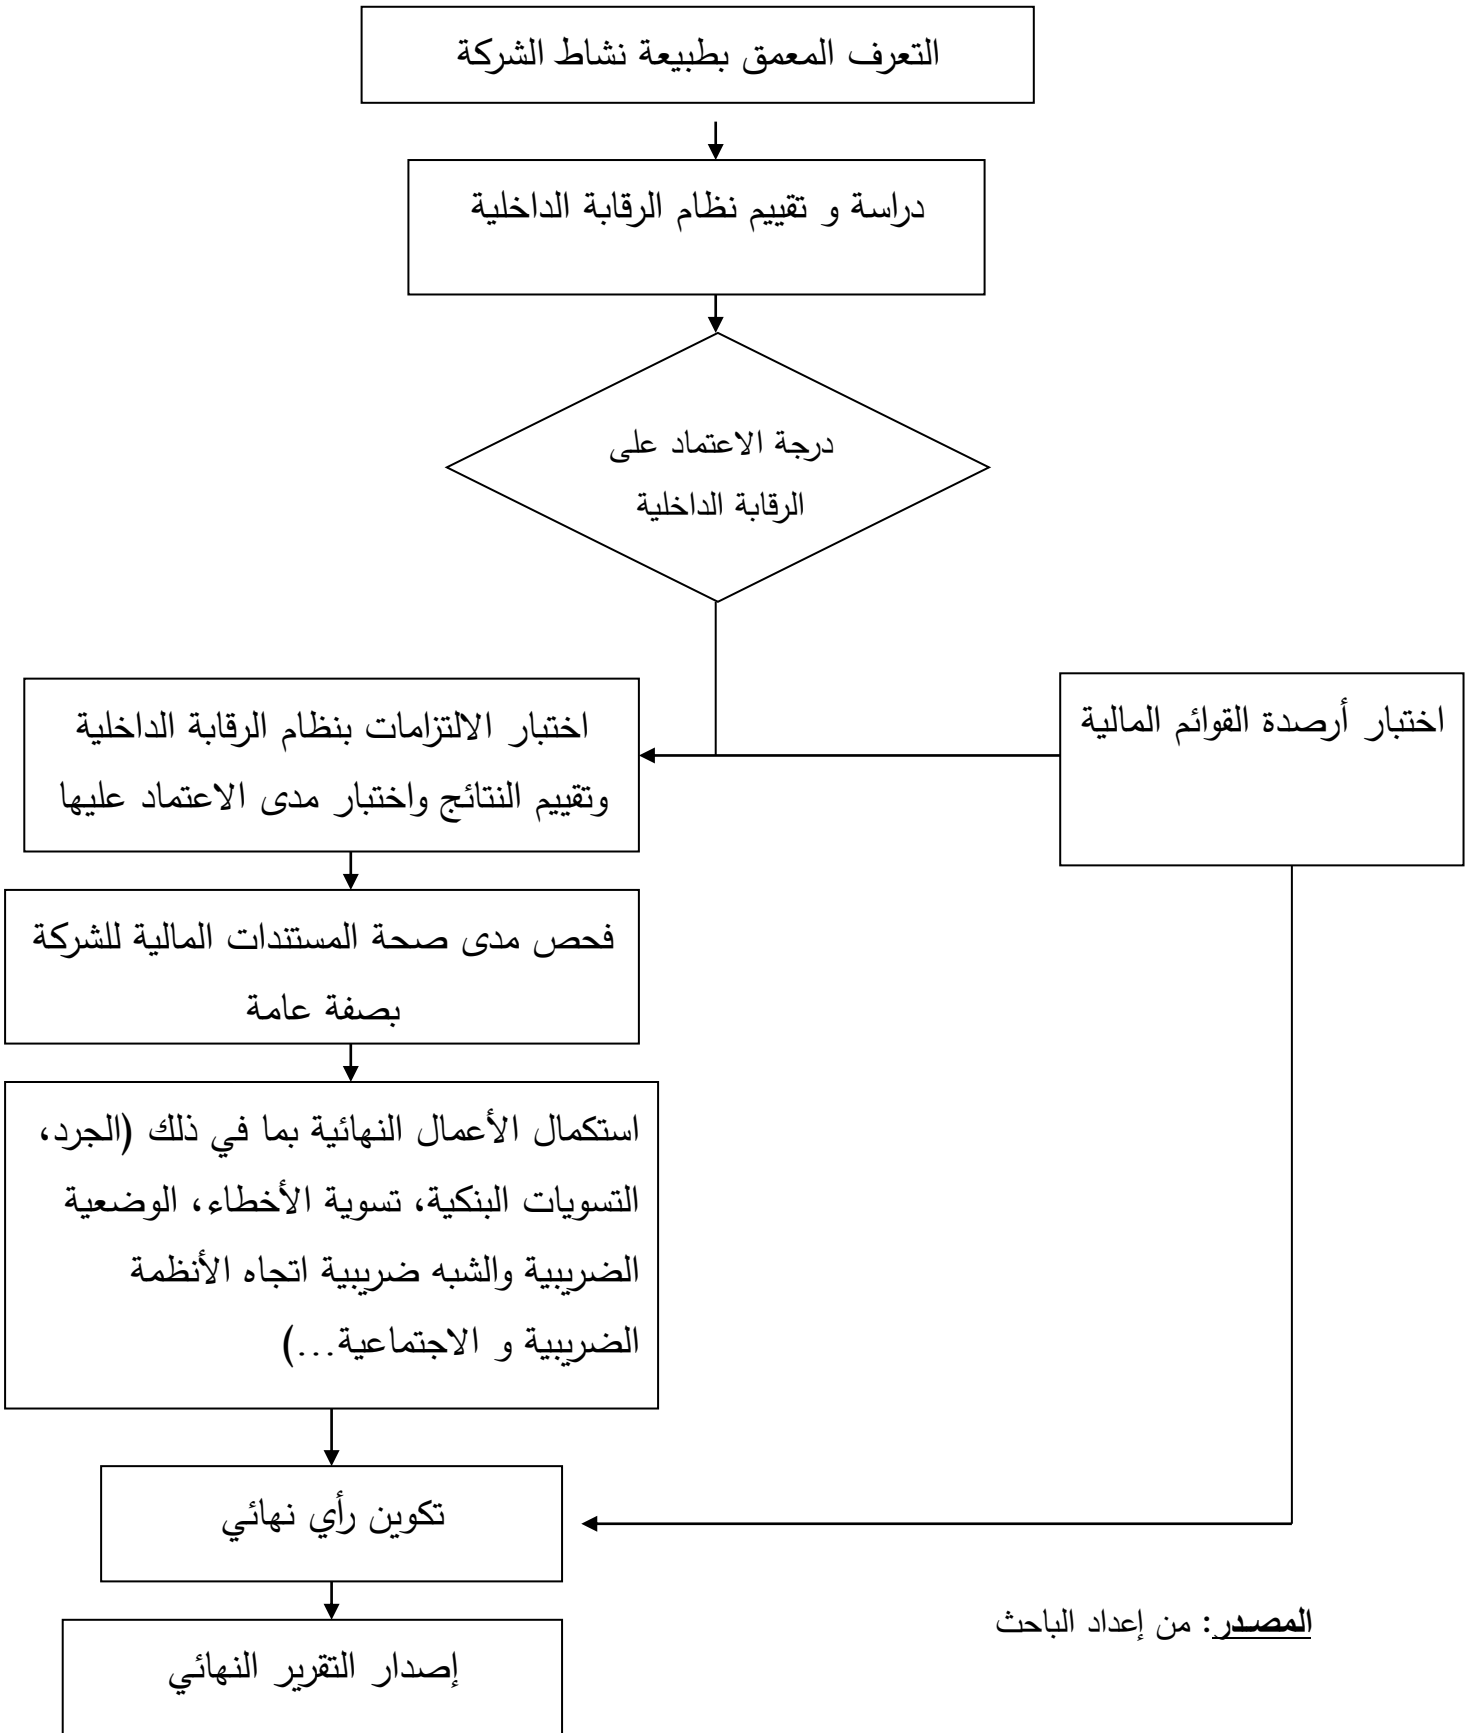 التعرف المعمق بطبيعة نشاط الشركة
دراسة و تقييم نظام الرقابة الداخلية
درجة الاعتماد على
الرقابة الداخلية
اختبار أرصدة القوائم المالية
اختبار الالتزامات بنظام الرقابة الداخلية
وتقييم النتائج واختبار مدى الاعتماد عليها
فحص مدى صحة المستندات المالية للشركة
بصفة عامة
استكمال الأعمال النهائية بما في ذلك (الجرد،
التسويات البنكية، تسوية الأخطاء، الوضعية
الضريبية والشبه ضريبية اتجاه الأنظمة
الضريبية و الاجتماعية...)
تكوين رأي نهائي
إصدار التقرير النهائي
المصدر: من إعداد الباحث